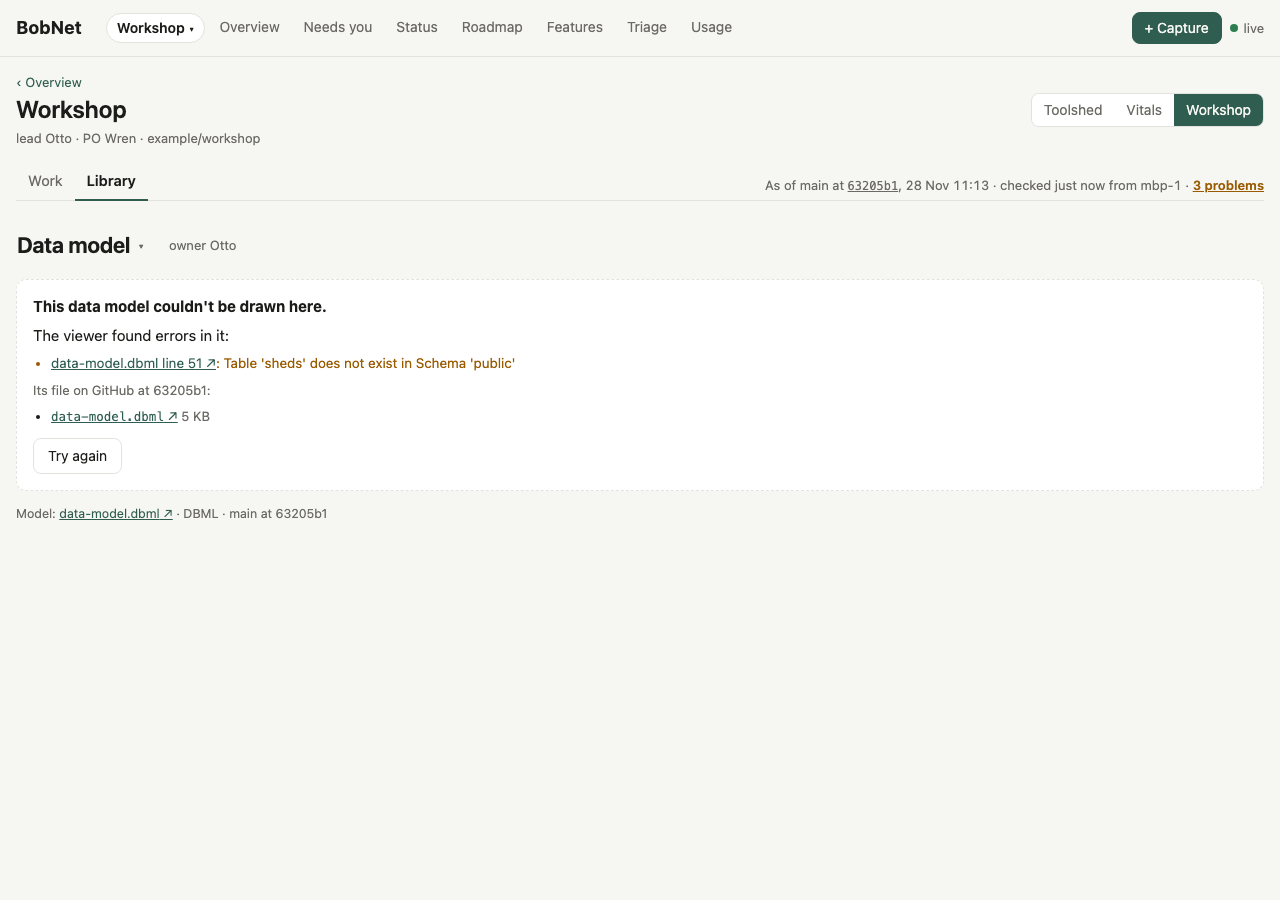 BobNet
Workshop ▾
Overview
Needs you
Status
Roadmap
Features
Triage
Usage
+ Capture
live
‹ Overview
Workshop
lead Otto · PO Wren · example/workshop
Toolshed
Vitals
Workshop
Work
Library
As of main at 63205b1, 28 Nov 11:13 · checked just now from mbp-1 · 3 problems
Data model ▾
owner Otto
This data model couldn't be drawn here.
The viewer found errors in it:
• data-model.dbml line 51 ↗: Table 'sheds' does not exist in Schema 'public'
Its file on GitHub at 63205b1:
• data-model.dbml ↗ 5 KB
Try again
Model: data-model.dbml ↗ · DBML · main at 63205b1